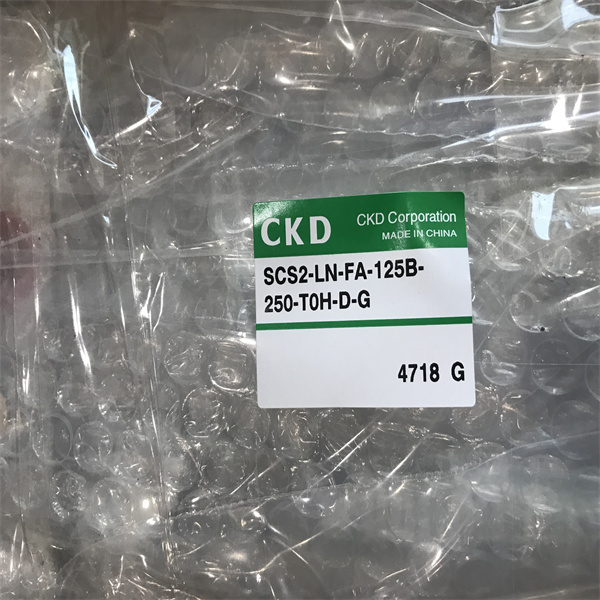 CKD
CKD Corporation
MADE IN CHINA
SCS2-LN-FA-125B-
250-T0H-D-G
4718 G